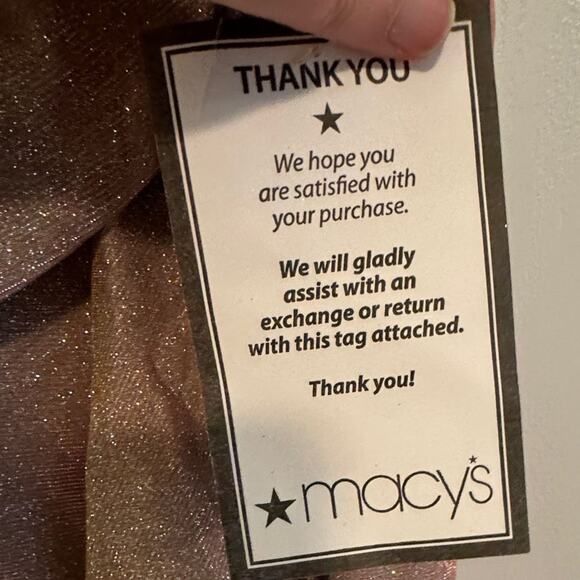 THANK YOU
★
We hope you
are satisfied with
your purchase.
We will gladly
assist with an
exchange or return
with this tag attached.
Thank you!
★macy's